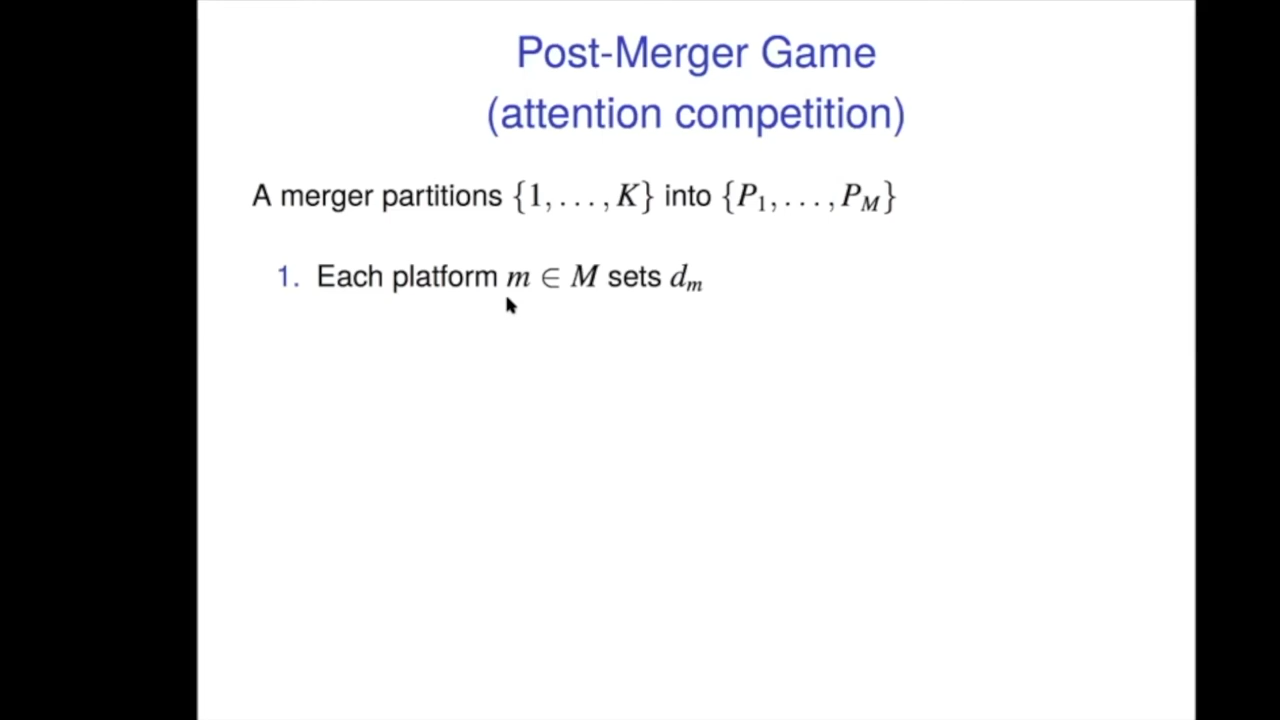 Post-Merger Game
(attention competition)
A merger partitions {1, . . . , K} into {P₁, . . . , P_M}
1. Each platform m ∈ M sets d_m